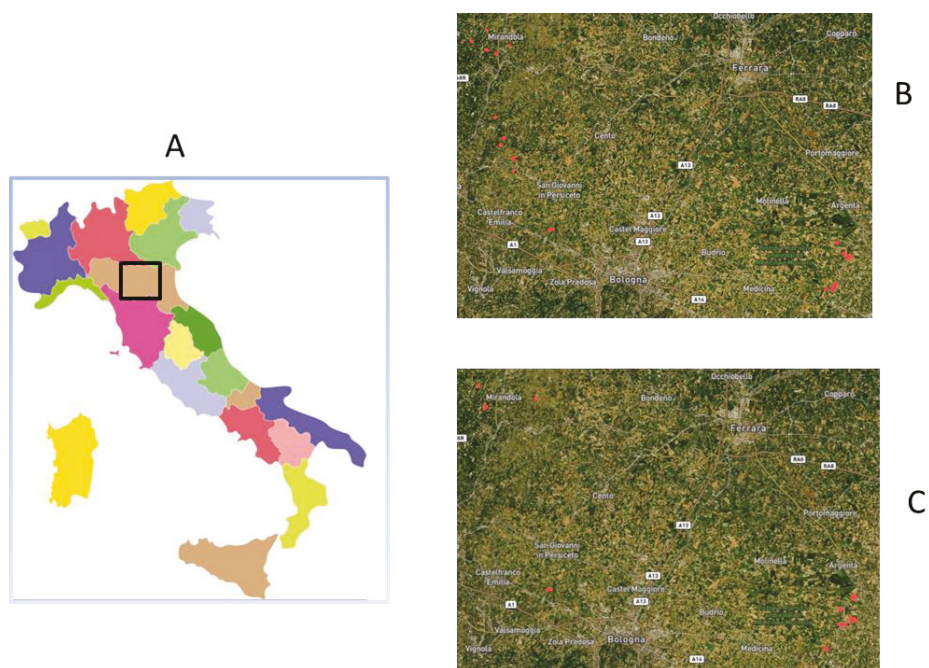 A
B
Occhiobello
Mirandola
Bondeno
Copparo
Ferrara
RA8
RA8
Cento
Portomaggiore
A13
San Giovanni
in Persiceto
Molinella
Argenta
Castelfranco
Emilia
A13
Castel Maggiore
A1
A13
Budrio
Valsamoggia
Zola Predosa
Bologna
Medicina
Vignola
A14
C
Occhiobello
Mirandola
Bondeno
Copparo
Ferrara
RA8
RA8
Cento
Portomaggiore
A13
San Giovanni
in Persiceto
Molinella
Argenta
Castelfranco
Emilia
A13
Castel Maggiore
A1
A13
Budrio
Valsamoggia
Zola Predosa
Bologna
Medicina
Vignola
A14